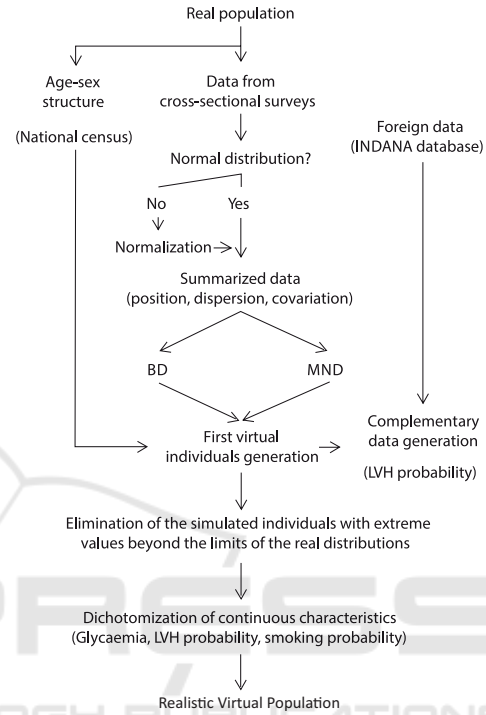 Real population
Age-sex
structure
(National census)
Data from
cross-sectional surveys
Foreign data
(INDANA database)
Normal distribution?
No
Yes
Normalization
Summarized data
(position, dispersion, covariation)
BD
MND
First virtual
individuals generation
Complementary
data generation
(LVH probability)
Elimination of the simulated individuals with extreme
values beyond the limits of the real distributions
Dichotomization of continuous characteristics
(Glycaemia, LVH probability, smoking probability)
Realistic Virtual Population
PRESS